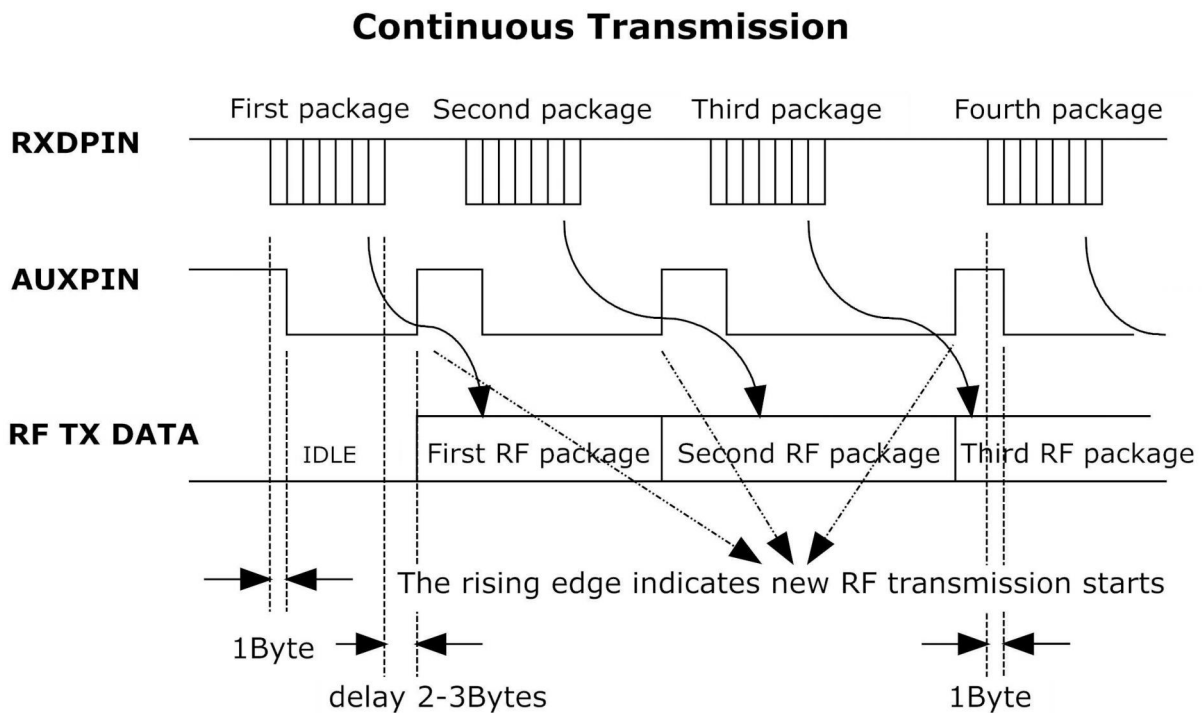 Continuous Transmission
First package
Second package
Third package
Fourth package
RXDPIN
AUXPIN
RF TX DATA
IDLE
First RF package
Second RF package
Third RF package
The rising edge indicates new RF transmission starts
1Byte
delay 2-3Bytes
1Byte